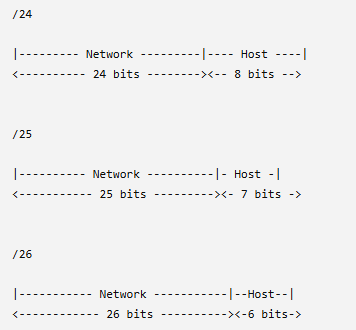 /24
|--------- Network ---------|---- Host ----|
<---------- 24 bits --------><-- 8 bits -->
/25
|---------- Network ----------|- Host -|
<----------- 25 bits ---------><- 7 bits ->
/26
|----------- Network -----------|--Host--|
<------------ 26 bits ----------><-6 bits->